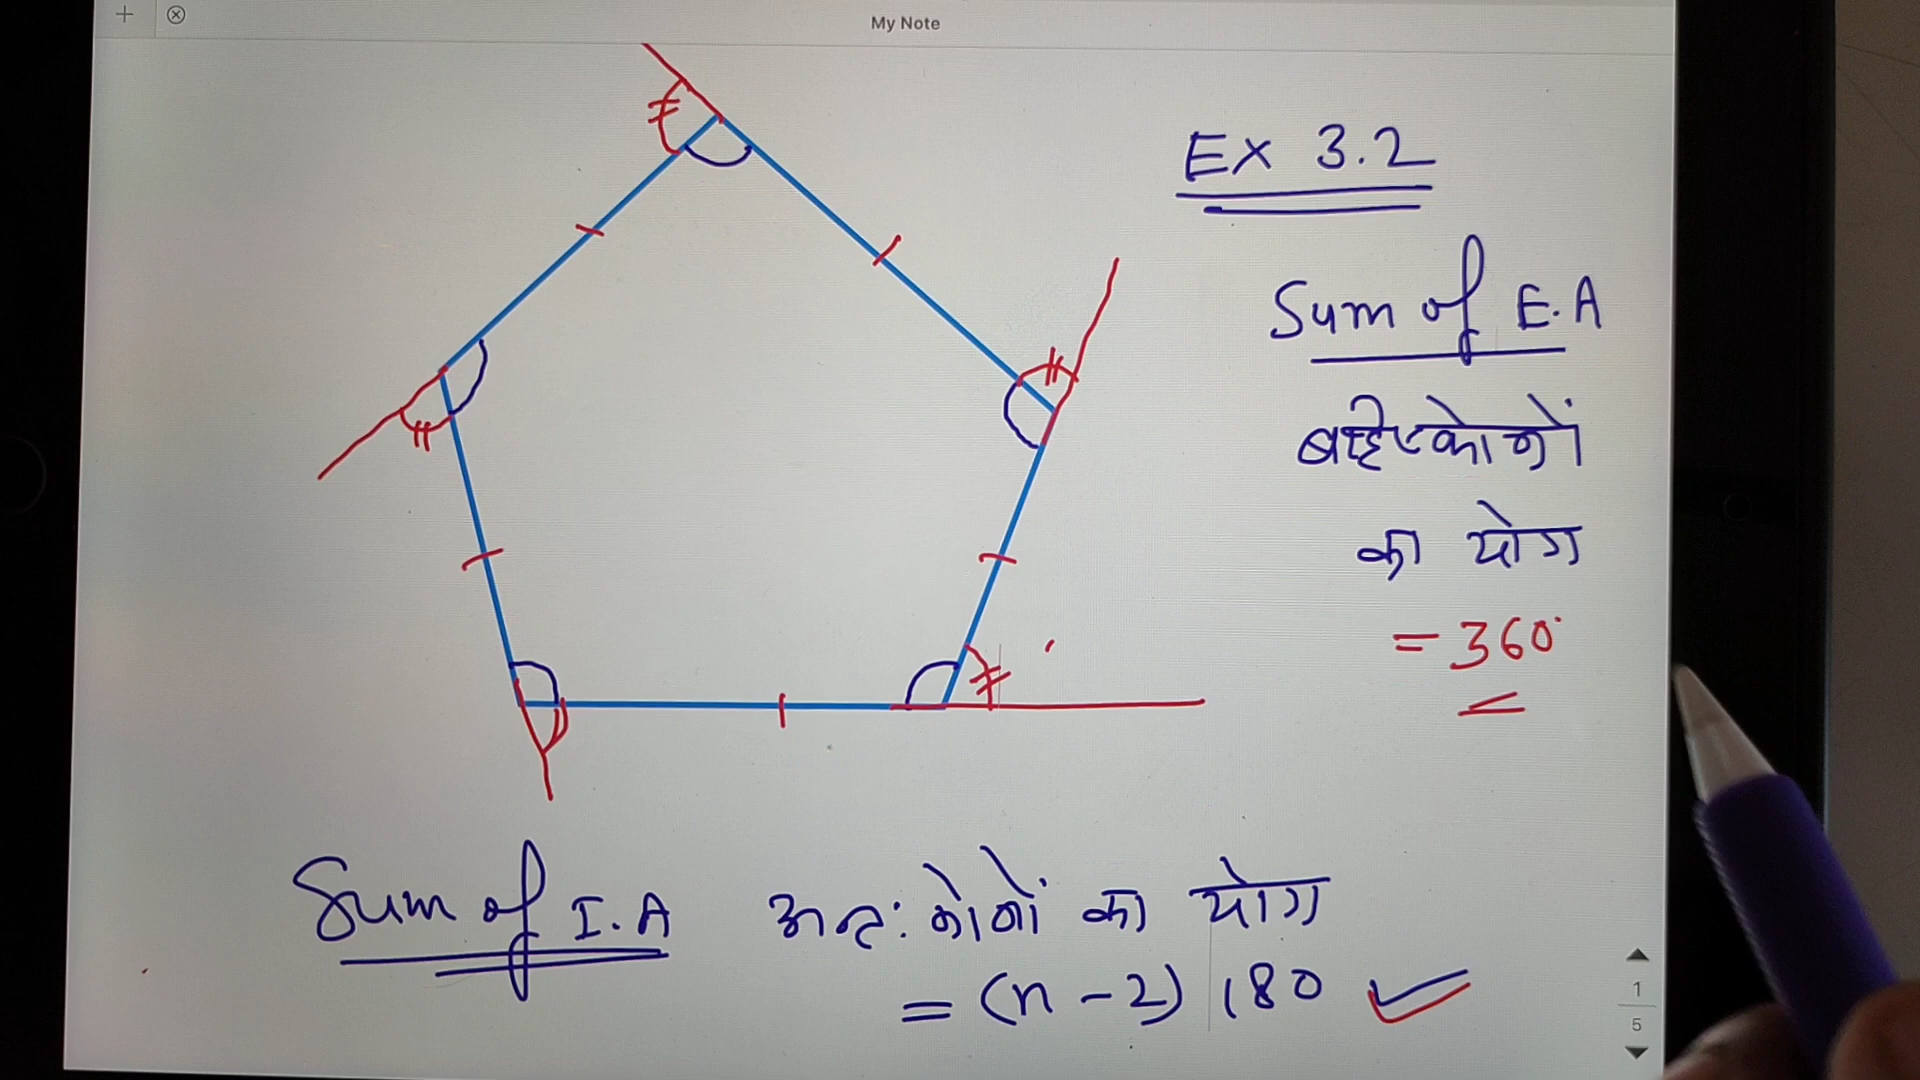 My Note
Ex 3.2
Sum of E.A
बहिष्कोणों
का योग
= 360°
Sum of I.A अन्तः कोणों का योग
= (n - 2) 180
1
5